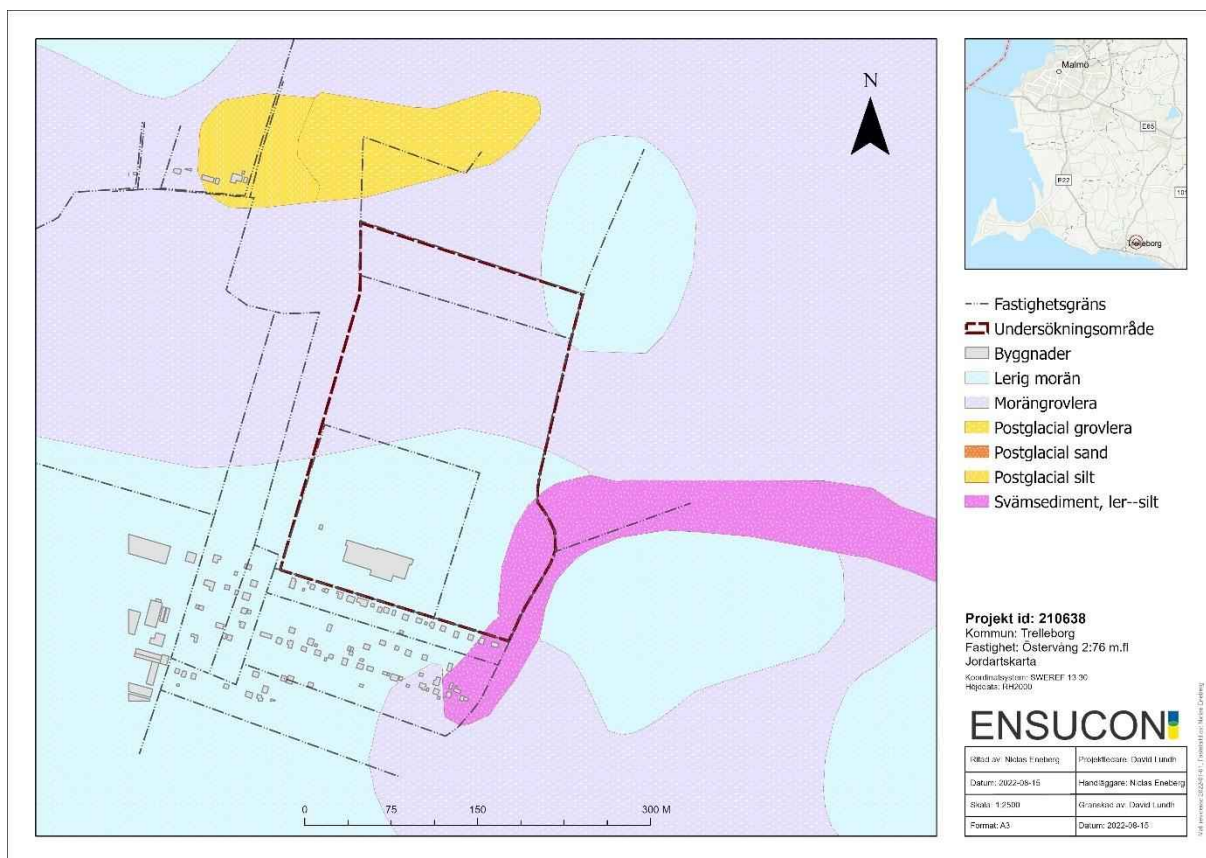 N
Malmö
E65
E22
101
Trelleborg
Fastighetsgräns
Undersökningsområde
Byggnader
Lerig morän
Morängrovlera
Postglacial grovlera
Postglacial sand
Postglacial silt
Svämsediment, ler--silt
Projekt id: 210638
Kommun: Trelleborg
Fastighet: Östervång 2:76 m.fl
Jordartskarta
Koordinatsystem: SWEREF 13 30
Höjddata: RH2000
ENSUCON
Ritad av: Niclas Eneberg
Projektledare: David Lundh
Datum: 2022-08-15
Handläggare: Niclas Eneberg
Skala: 1:2500
Granskad av: David Lundh
Format: A3
Datum: 2022-08-15
0 75 150 300 M